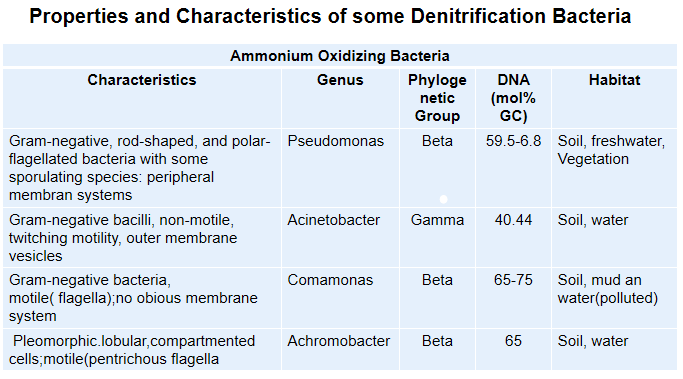 Properties and Characteristics of some Denitrification Bacteria
Ammonium Oxidizing Bacteria
Characteristics Genus Phyloge netic Group DNA (mol% GC) Habitat
Gram-negative, rod-shaped, and polar-
flagellated bacteria with some
sporulating species: peripheral
membran systems
Pseudomonas
Beta
59.5-6.8
Soil, freshwater,
Vegetation
Gram-negative bacilli, non-motile,
twitching motility, outer membrane
vesicles
Acinetobacter
Gamma
40.44
Soil, water
Gram-negative bacteria,
motile( flagella);no obious membrane
system
Comamonas
Beta
65-75
Soil, mud an
water(polluted)
Pleomorphic.lobular,compartmented
cells;motile(pentrichous flagella
Achromobacter
Beta
65
Soil, water